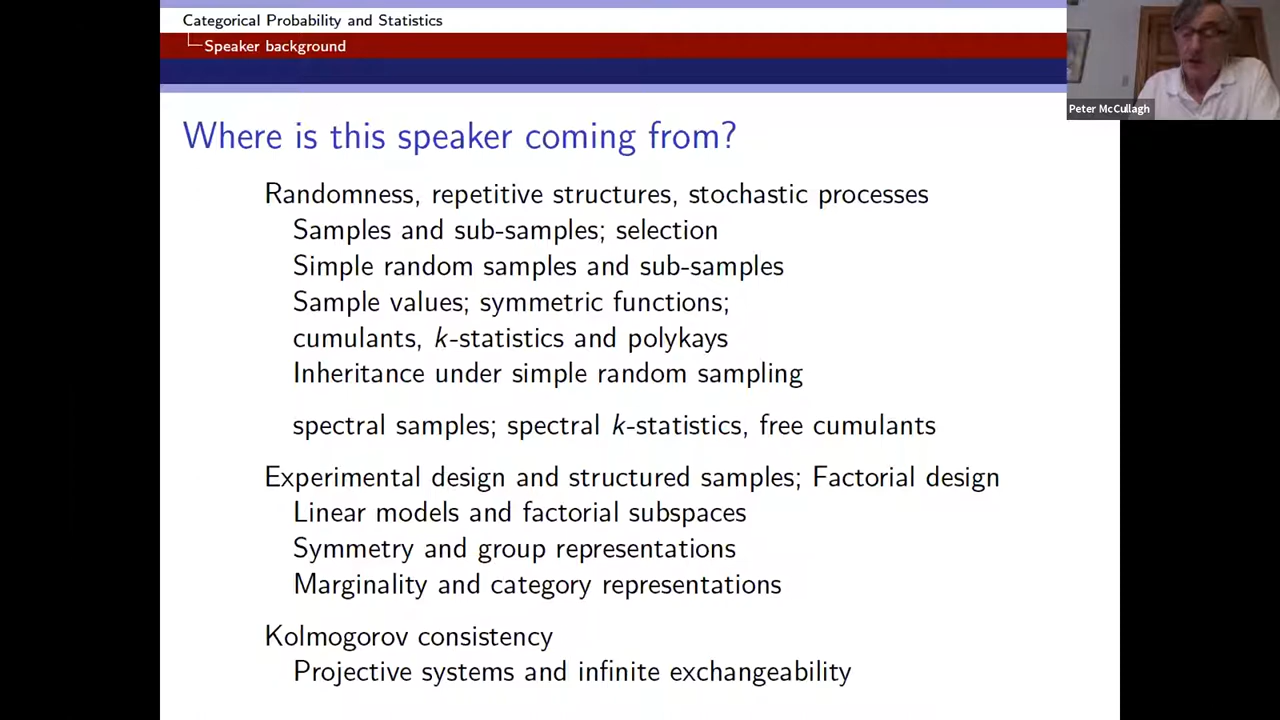 Categorical Probability and Statistics
Speaker background
Peter McCullagh
Where is this speaker coming from?
Randomness, repetitive structures, stochastic processes
Samples and sub-samples; selection
Simple random samples and sub-samples
Sample values; symmetric functions;
cumulants, k-statistics and polykays
Inheritance under simple random sampling
spectral samples; spectral k-statistics, free cumulants
Experimental design and structured samples; Factorial design
Linear models and factorial subspaces
Symmetry and group representations
Marginality and category representations
Kolmogorov consistency
Projective systems and infinite exchangeability